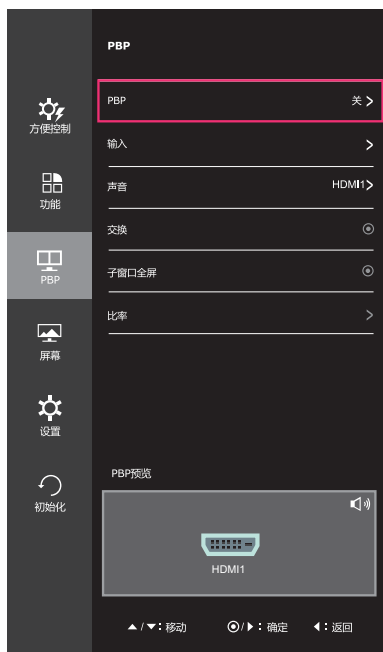 PBP
PBP 关
输入
声音 HDMI1
交换
子窗口全屏
比率
方便控制
功能
PBP
屏幕
设置
初始化
PBP预览
HDMI1
▲/▼:移动 ◉/▶:确定 ◀:返回